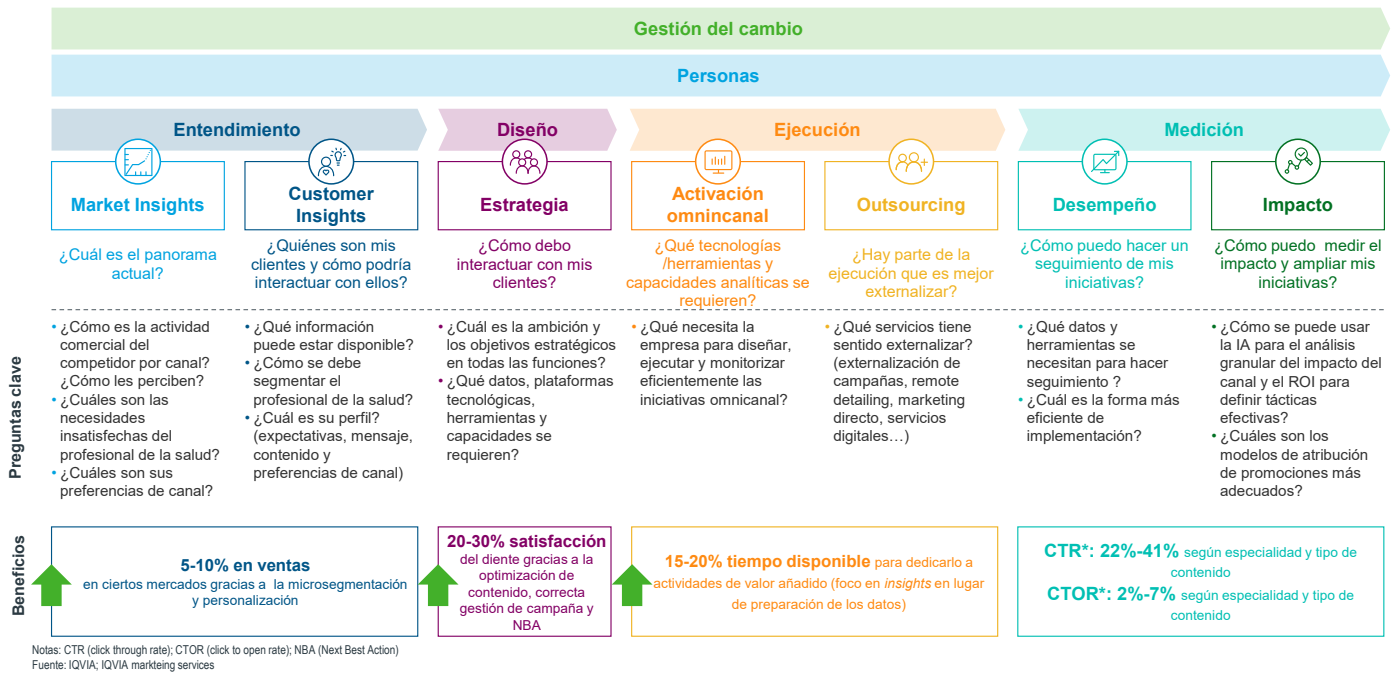 Gestión del cambio
Personas
Entendimiento
Diseño
Ejecución
Medición
Market Insights
Customer
Insights
Estrategia
Activación
omnincanal
Outsourcing
Desempeño
Impacto
¿Cuál es el panorama
actual?
¿Quiénes son mis
clientes y cómo podría
interactuar con ellos?
¿Cómo debo
interactuar con mis
clientes?
¿Qué tecnologías
/herramientas y
capacidades analíticas se
requieren?
¿Hay parte de la
ejecución que es mejor
externalizar?
¿Cómo puedo hacer un
seguimiento de mis
iniciativas?
¿Cómo puedo  medir el
impacto y ampliar mis
iniciativas?
Preguntas clave
• ¿Cómo es la actividad
comercial del
competidor por canal?
¿Cómo les perciben?
• ¿Cuáles son las
necesidades
insatisfechas del
profesional de la salud?
• ¿Cuáles son sus
preferencias de canal?
• ¿Qué información
puede estar disponible?
• ¿Cómo se debe
segmentar el
profesional de la salud?
• ¿Cuál es su perfil?
(expectativas, mensaje,
contenido y
preferencias de canal)
• ¿Cuál es la ambición y
los objetivos estratégicos
en todas las funciones?
• ¿Qué datos, plataformas
tecnológicas,
herramientas y
capacidades se
requieren?
• ¿Qué necesita la
empresa para diseñar,
ejecutar y monitorizar
eficientemente las
iniciativas omnicanal?
• ¿Qué servicios tiene
sentido externalizar?
(externalización de
campañas, remote
detailing, marketing
directo, servicios
digitales…)
• ¿Qué datos y
herramientas se
necesitan para hacer
seguimiento ?
• ¿Cuál es la forma más
eficiente de
implementación?
• ¿Cómo se puede usar
la IA para el análisis
granular del impacto del
canal y el ROI para
definir tácticas
efectivas?
• ¿Cuáles son los
modelos de atribución
de promociones más
adecuados?
Beneficios
5-10% en ventas
en ciertos mercados gracias a  la microsegmentación
y personalización
20-30% satisfacción
del diente gracias a la
optimización de
contenido, correcta
gestión de campaña y
NBA
15-20% tiempo disponible para dedicarlo a
actividades de valor añadido (foco en insights en lugar
de preparación de los datos)
CTR*: 22%-41% según especialidad y tipo de
contenido
CTOR*: 2%-7% según especialidad y tipo de
contenido
Notas: CTR (click through rate); CTOR (click to open rate); NBA (Next Best Action)
Fuente: IQVIA; IQVIA markteing services